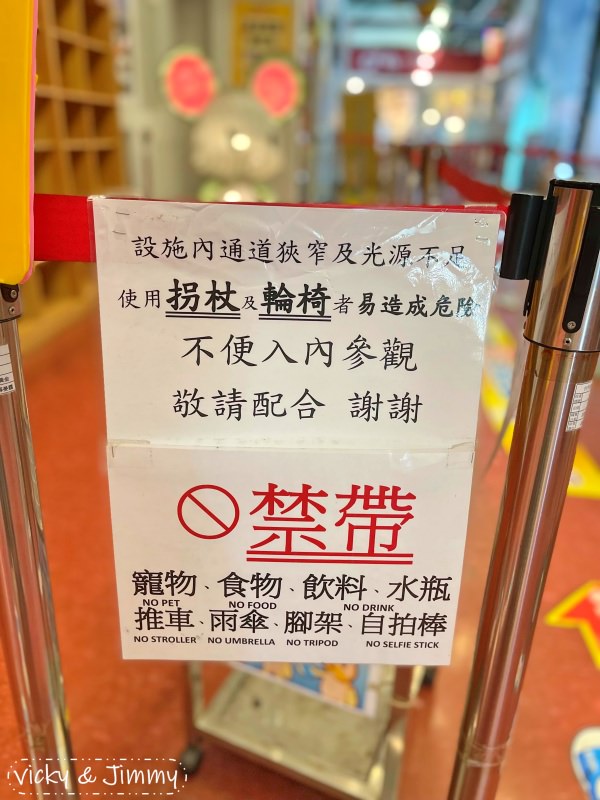 設施內通道狹窄及光源不足
使用拐杖及輪椅者易造成危險
不便入內參觀
敬請配合 謝謝
禁帶
寵物、食物、飲料、水瓶
NO PET NO FOOD NO DRINK
推車、雨傘、腳架、自拍棒
NO STROLLER NO UMBRELLA NO TRIPOD NO SELFIE STICK
Vicky & Jimmy